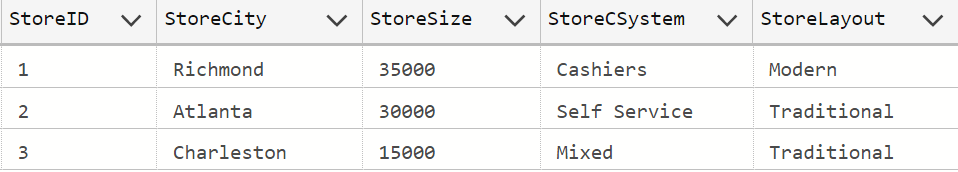 StoreID StoreCity StoreSize StoreCSystem StoreLayout
1 Richmond 35000 Cashiers Modern
2 Atlanta 30000 Self Service Traditional
3 Charleston 15000 Mixed Traditional